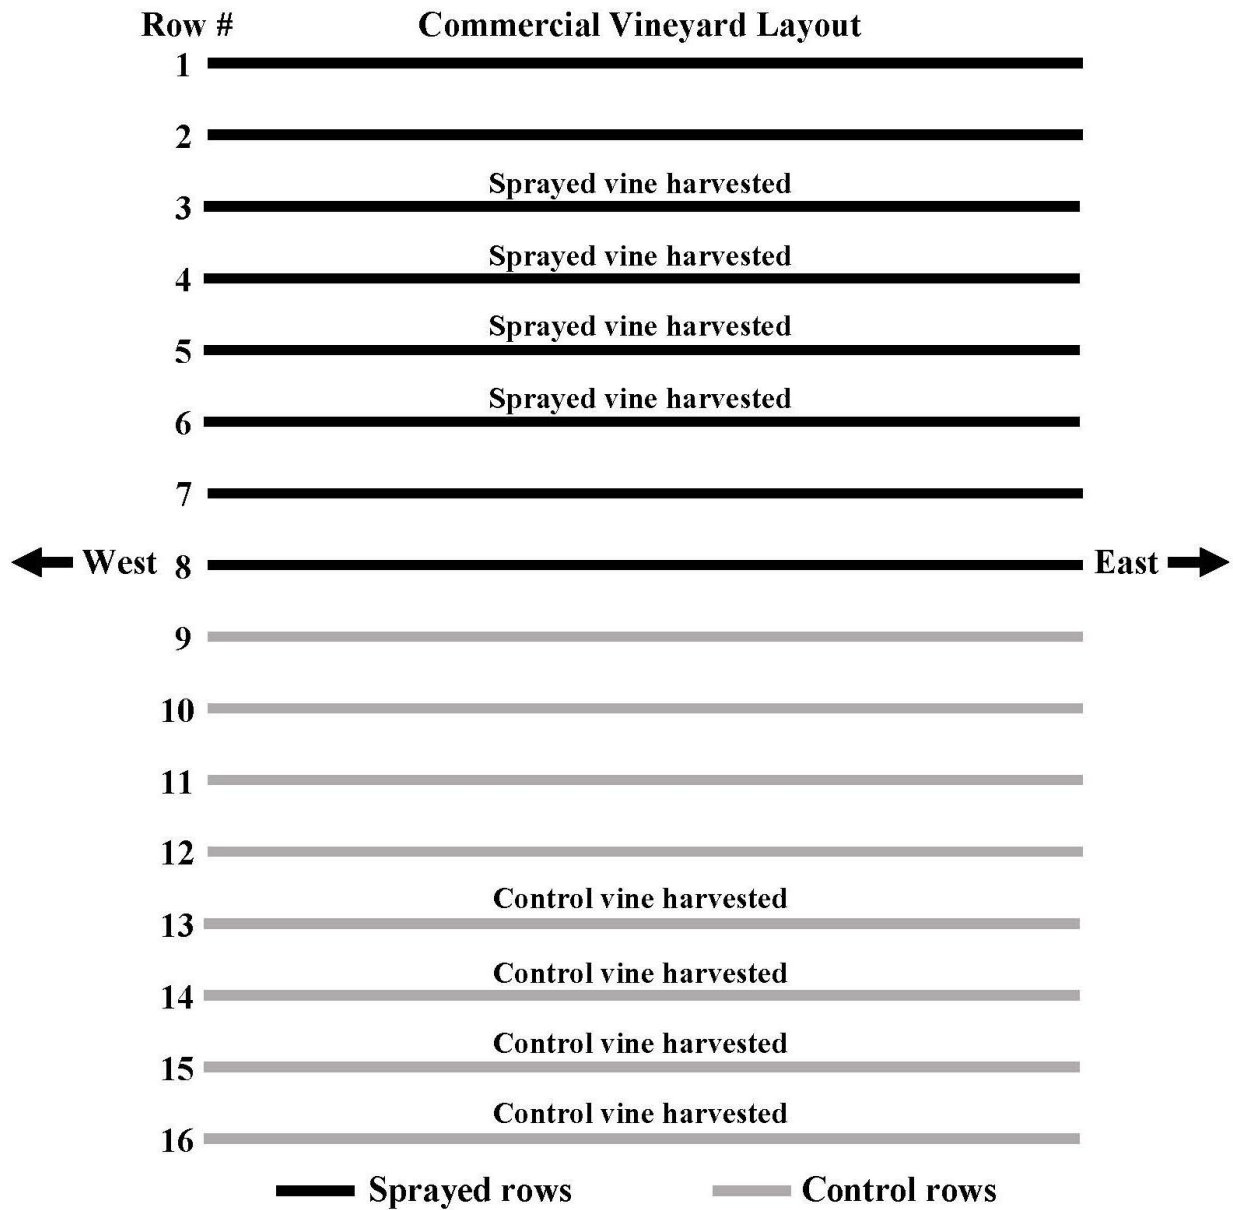 Row # Commercial Vineyard Layout
1
2
Sprayed vine harvested
3
Sprayed vine harvested
4
Sprayed vine harvested
5
Sprayed vine harvested
6
7
West 8 East
9
10
11
12
Control vine harvested
13
Control vine harvested
14
Control vine harvested
15
Control vine harvested
16
Sprayed rows Control rows